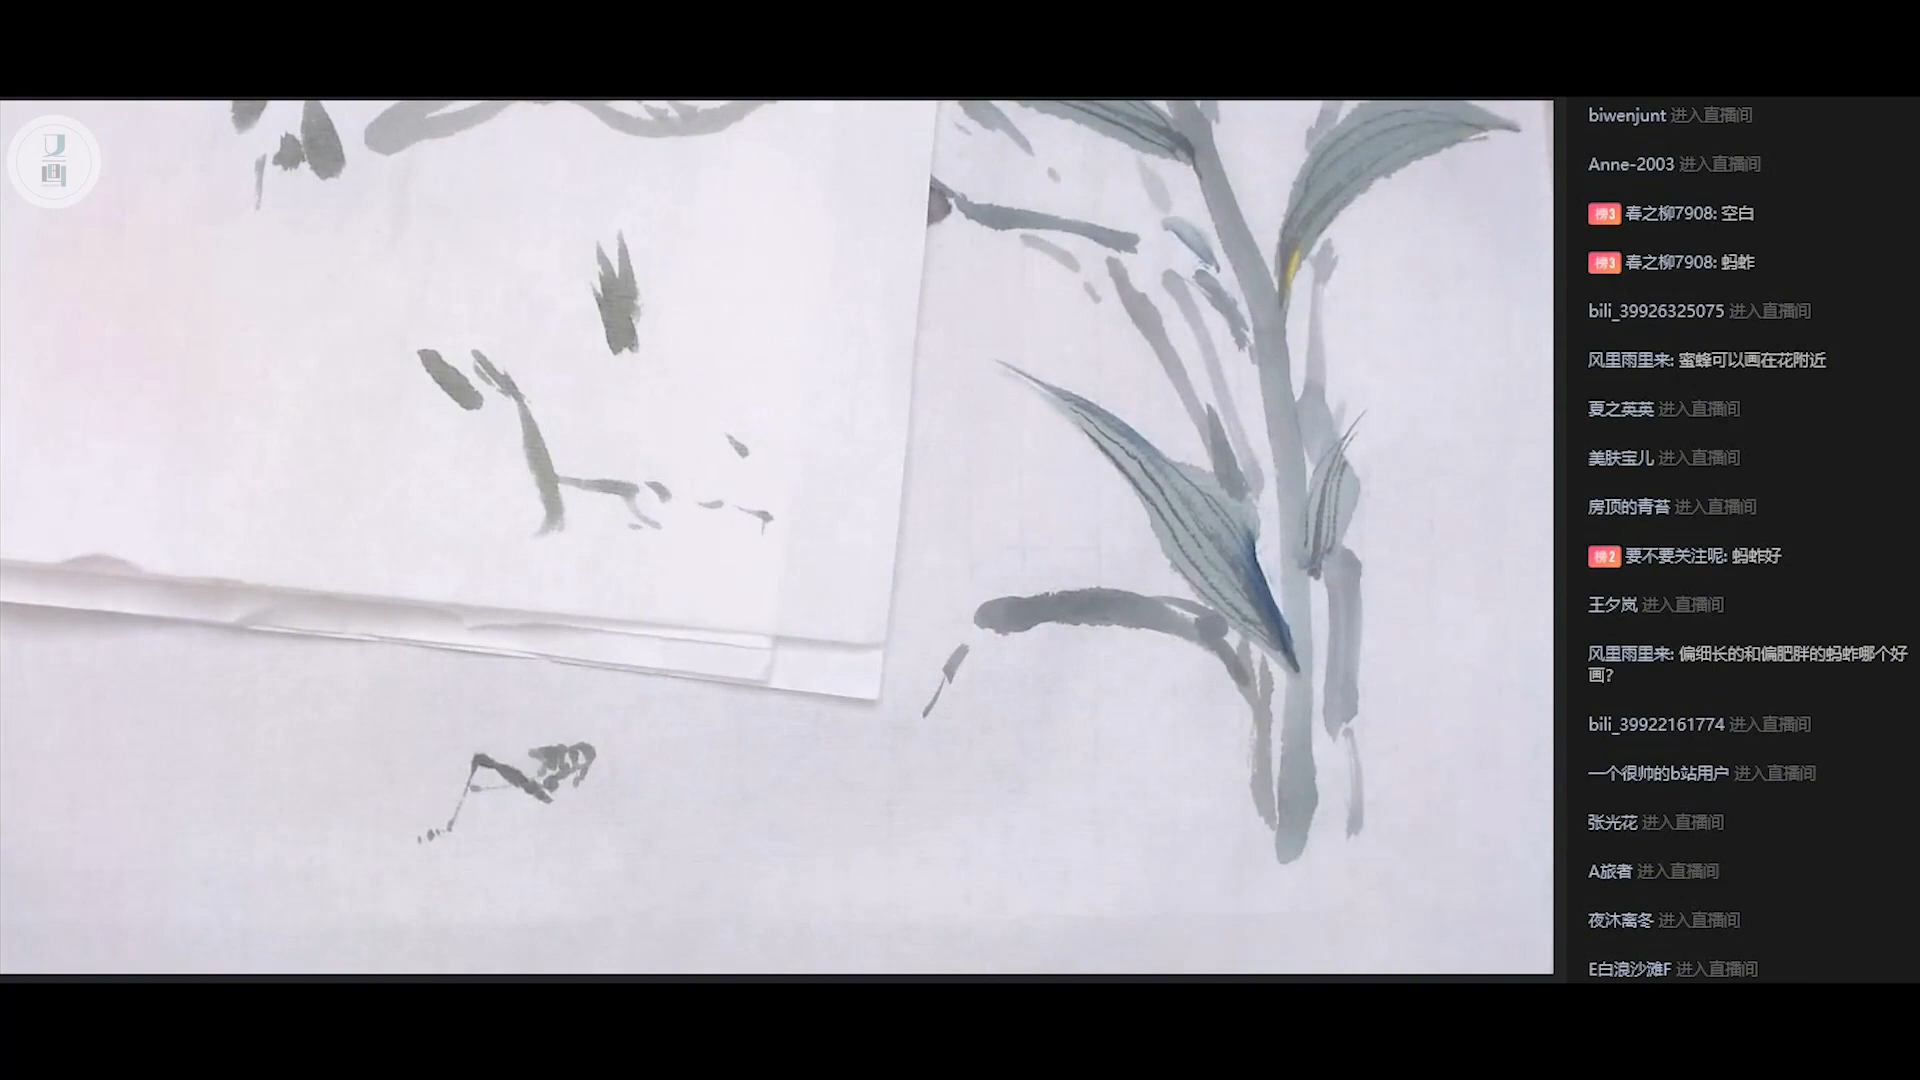 biwenjunt 进入直播间
Anne-2003 进入直播间
榜3 春之柳7908: 空白
榜3 春之柳7908: 蚂蚱
bili_39926325075 进入直播间
风里雨里来: 蜜蜂可以画在花附近
夏之英英 进入直播间
美肤宝儿 进入直播间
房顶的青苔 进入直播间
榜2 要不要关注呢: 蚂蚱好
王夕岚 进入直播间
风里雨里来: 偏细长的和偏肥胖的蚂蚱哪个好
画?
bili_39922161774 进入直播间
一个很帅的b站用户 进入直播间
张光花 进入直播间
A旅者 进入直播间
夜沐离冬 进入直播间
E白浪沙滩F 进入直播间